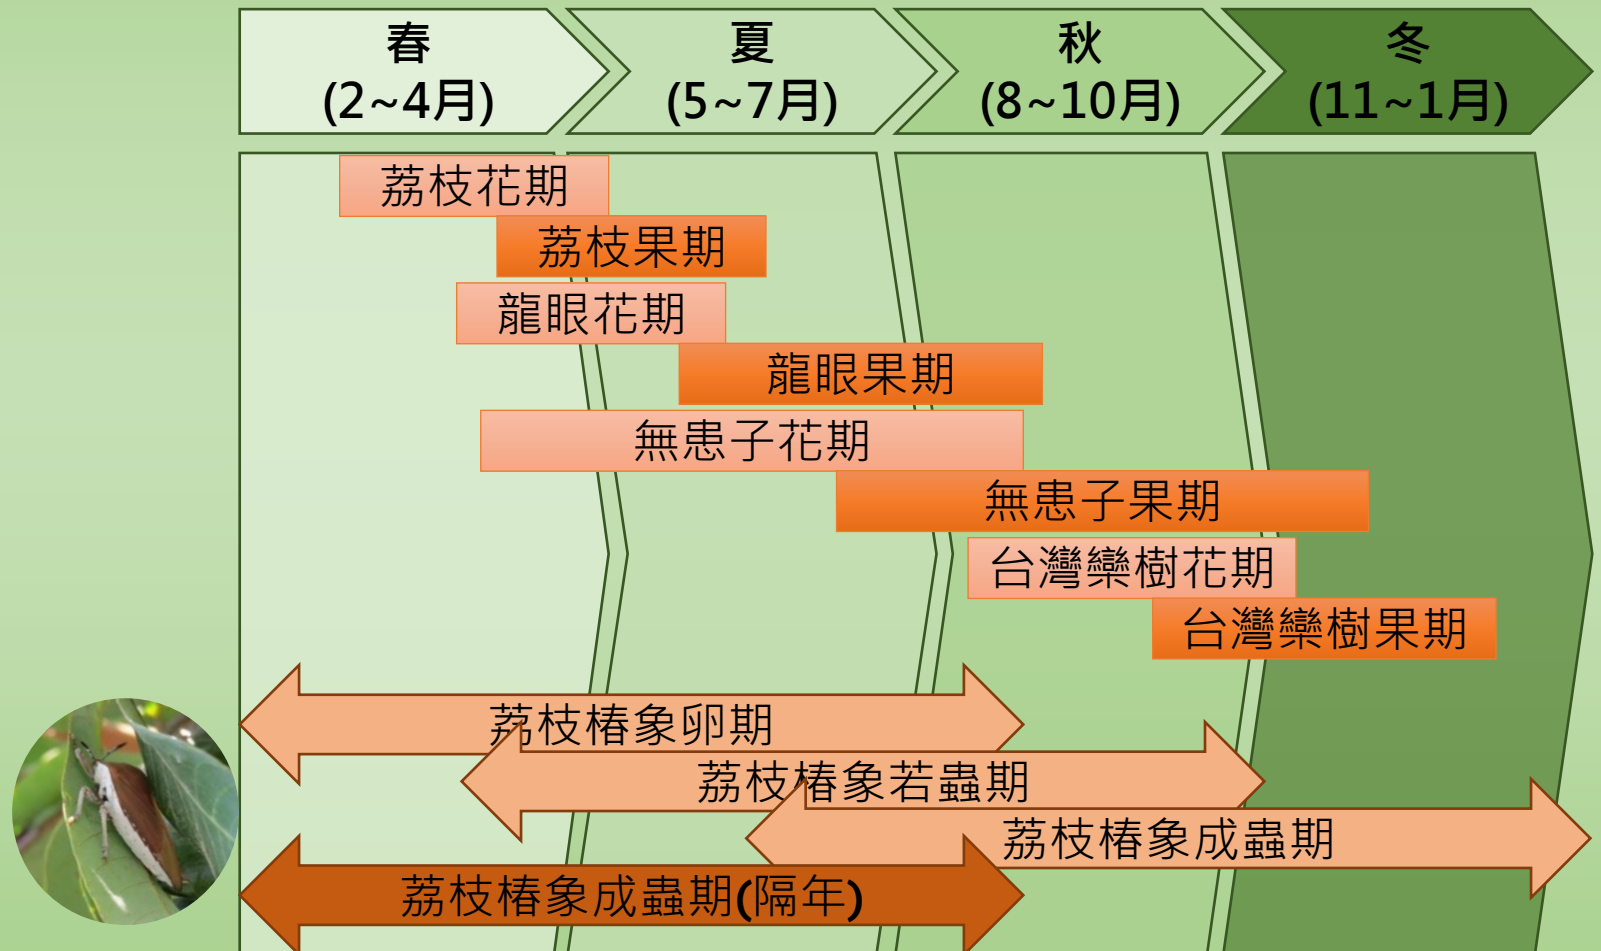 春
(2~4月)
夏
(5~7月)
秋
(8~10月)
冬
(11~1月)
荔枝花期
荔枝果期
龍眼花期
龍眼果期
無患子花期
無患子果期
台灣欒樹花期
台灣欒樹果期
荔枝椿象卵期
荔枝椿象若蟲期
荔枝椿象成蟲期
荔枝椿象成蟲期(隔年)